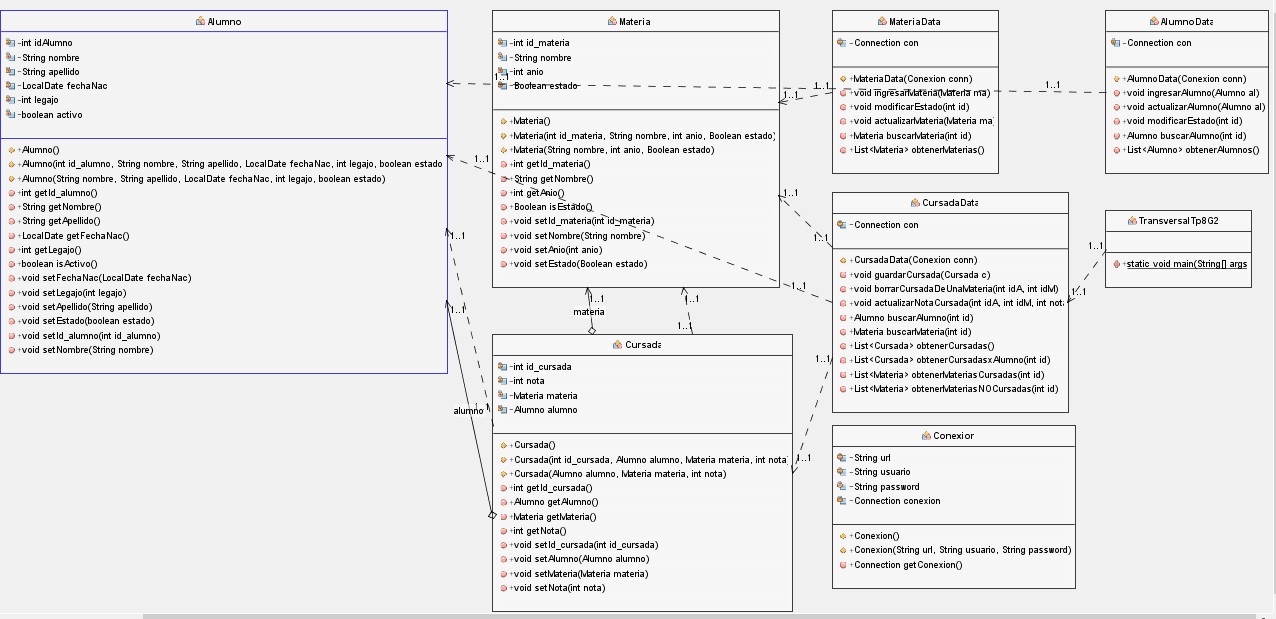 Alumno
-int idAlumno
-String nombre
-String apellido
-LocalDate fechaNac
-int legajo
-boolean activo
+Alumno()
+Alumno(int id_alumno, String nombre, String apellido, LocalDate fechaNac, int legajo, boolean estado
+Alumno(String nombre, String apellido, LocalDate fechaNac, int legajo, boolean estado)
+int getId_alumno()
+String getNombre()
+String getApellido()
+LocalDate getFechaNac()
+int getLegajo()
+boolean isActivo()
+void setFechaNac(LocalDate fechaNac)
+void setLegajo(int legajo)
+void setApellido(String apellido)
+void setEstado(boolean estado)
+void setId_alumno(int id_alumno)
+void setNombre(String nombre)
Materia
-int id_materia
-String nombre
-int anio
-Boolean estado
+Materia()
+Materia(int id_materia, String nombre, int anio, Boolean estado)
+Materia(String nombre, int anio, Boolean estado)
+int getId_materia()
+String getNombre()
+int getAnio()
+Boolean isEstado()
+void setId_materia(int id_materia)
+void setNombre(String nombre)
+void setAnio(int anio)
+void setEstado(Boolean estado)
MateriaData
-Connection con
+MateriaData(Conexion conn)
+void ingresarMateria(Materia ma)
+void modificarEstado(int id)
+void actualizarMateria(Materia ma
+Materia buscarMateria(int id)
+List<Materia> obtenerMaterias()
AlumnoData
-Connection con
+AlumnoData(Conexion conn)
+void ingresarAlumno(Alumno al)
+void actualizarAlumno(Alumno al)
+void modificarEstado(int id)
+Alumno buscarAlumno(int id)
+List<Alumno> obtenerAlumnos()
CursadaData
-Connection con
+CursadaData(Conexion conn)
+void guardarCursada(Cursada c)
+void borrarCursadaDeUnaMateria(int idA, int idM)
+void actualizarNotaCursada(int idA, int idM, int nota
+Alumno buscarAlumno(int id)
+Materia buscarMateria(int id)
+List<Cursada> obtenerCursadas()
+List<Cursada> obtenerCursadasxAlumno(int id)
+List<Materia> obtenerMateriasCursadas(int id)
+List<Materia> obtenerMateriasNOCursadas(int id)
TransversalTp8G2
+static void main(String[] args
Cursada
-int id_cursada
-int nota
-Materia materia
-Alumno alumno
+Cursada()
+Cursada(int id_cursada, Alumno alumno, Materia materia, int nota)
+Cursada(Alumno alumno, Materia materia, int nota)
+int getId_cursada()
+Alumno getAlumno()
+Materia getMateria()
+int getNota()
+void setId_cursada(int id_cursada)
+void setAlumno(Alumno alumno)
+void setMateria(Materia materia)
+void setNota(int nota)
Conexior
-String url
-String usuario
-String password
-Connection conexion
+Conexion()
+Conexion(String url, String usuario, String password)
+Connection getConexion()
1..1
1..1
1..1
1..1
1..1
1..1
1..1
1..1
1..1
1..1
1..1
materia
1..1
1..1
1..1
1..1
1..1
1..1
alumno